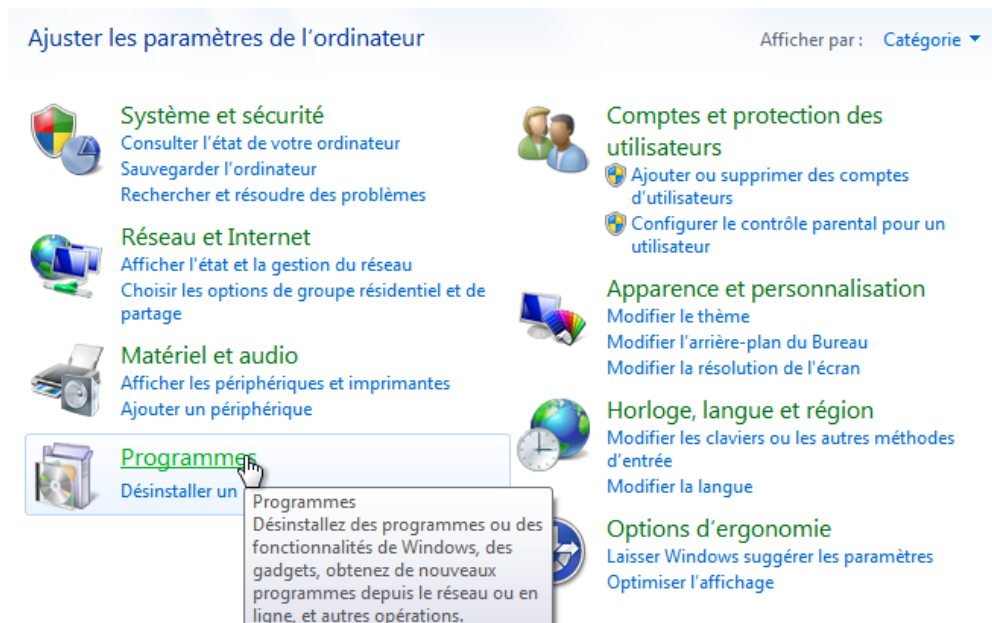 Ajuster les paramètres de l'ordinateur
Afficher par : Catégorie
Système et sécurité
Consulter l'état de votre ordinateur
Sauvegarder l'ordinateur
Rechercher et résoudre des problèmes
Réseau et Internet
Afficher l'état et la gestion du réseau
Choisir les options de groupe résidentiel et de
partage
Matériel et audio
Afficher les périphériques et imprimantes
Ajouter un périphérique
Programmes
Désinstaller un
Programmes
Désinstallez des programmes ou des
fonctionnalités de Windows, des
gadgets, obtenez de nouveaux
programmes depuis le réseau ou en
ligne, et autres opérations.
Comptes et protection des
utilisateurs
Ajouter ou supprimer des comptes
d'utilisateurs
Configurer le contrôle parental pour un
utilisateur
Apparence et personnalisation
Modifier le thème
Modifier l'arrière-plan du Bureau
Modifier la résolution de l'écran
Horloge, langue et région
Modifier les claviers ou les autres méthodes
d'entrée
Modifier la langue
Options d'ergonomie
Laisser Windows suggérer les paramètres
Optimiser l'affichage